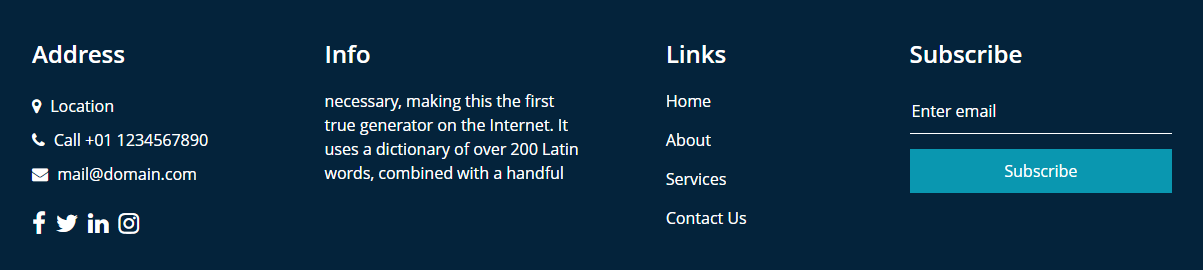 Address
Location
Call +01 1234567890
mail@domain.com
Info
necessary, making this the first
true generator on the Internet. It
uses a dictionary of over 200 Latin
words, combined with a handful
Links
Home
About
Services
Contact Us
Subscribe
Enter email
Subscribe